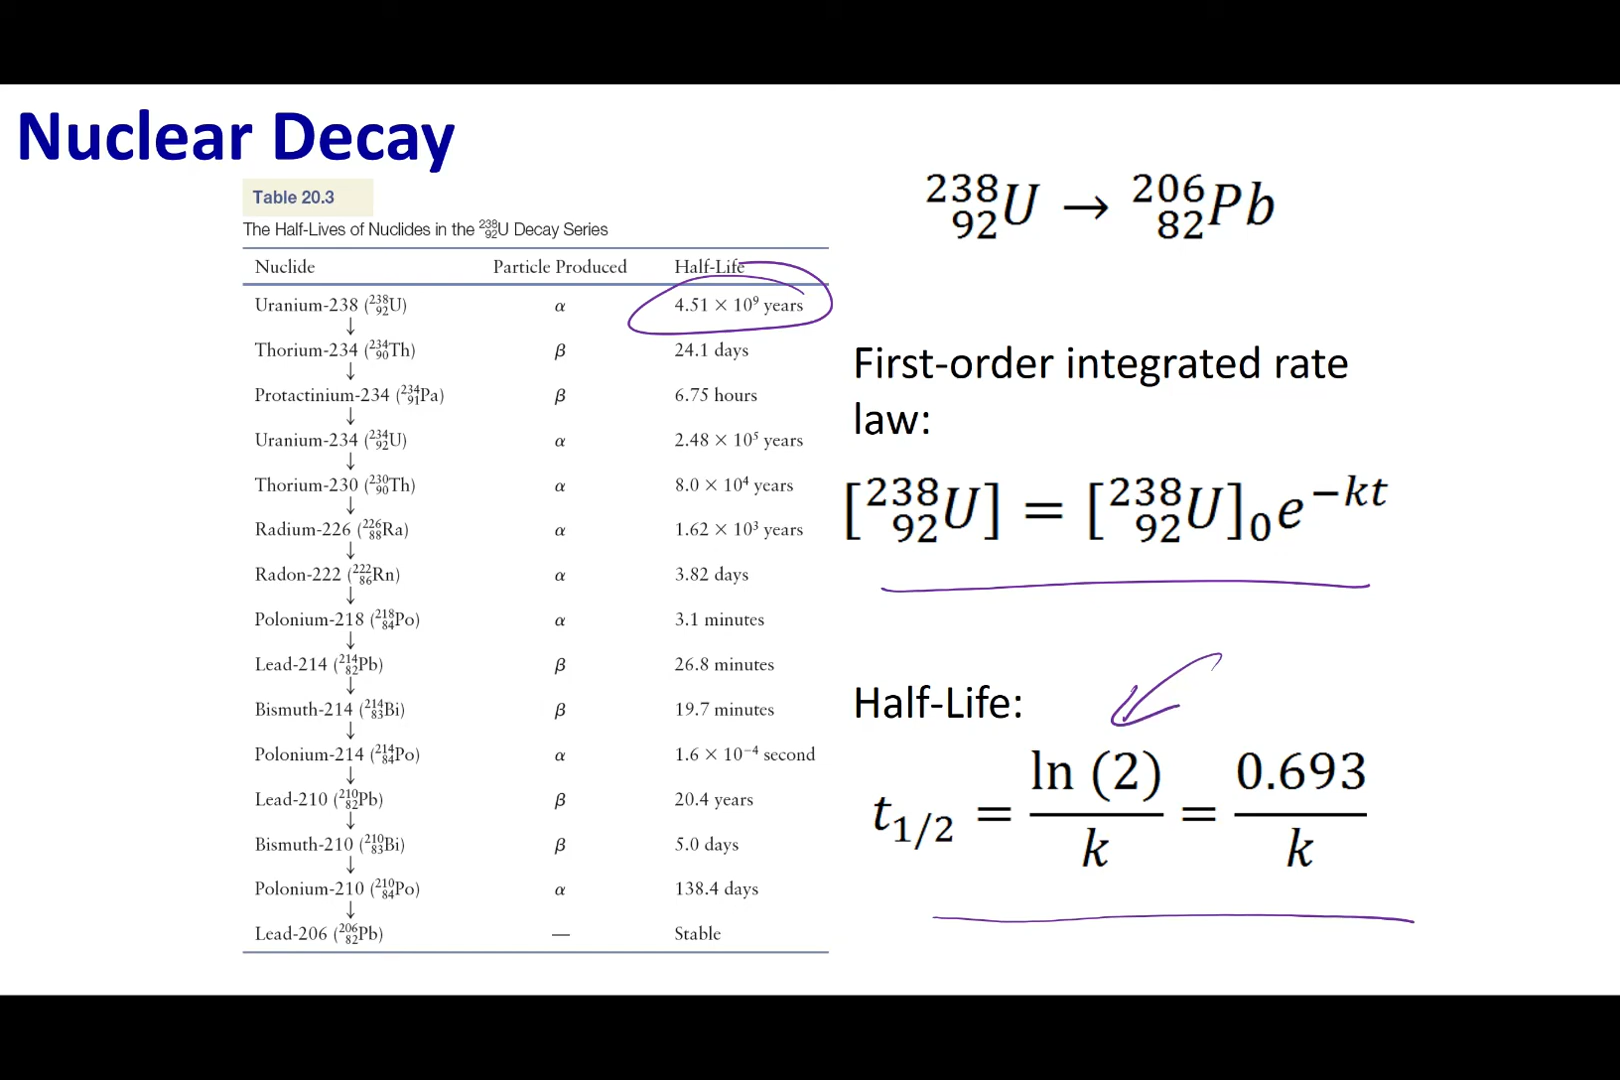 Nuclear Decay
Table 20.3
The Half-Lives of Nuclides in the ²³⁸₉₂U Decay Series
Nuclide Particle Produced Half-Life
Uranium-238 (²³⁸₉₂U) α 4.51 × 10⁹ years
↓
Thorium-234 (²³⁴₉₀Th) β 24.1 days
↓
Protactinium-234 (²³⁴₉₁Pa) β 6.75 hours
↓
Uranium-234 (²³⁴₉₂U) α 2.48 × 10⁵ years
↓
Thorium-230 (²³⁰₉₀Th) α 8.0 × 10⁴ years
↓
Radium-226 (²²⁶₈₈Ra) α 1.62 × 10³ years
↓
Radon-222 (²²²₈₆Rn) α 3.82 days
↓
Polonium-218 (²¹⁸₈₄Po) α 3.1 minutes
↓
Lead-214 (²¹⁴₈₂Pb) β 26.8 minutes
↓
Bismuth-214 (²¹⁴₈₃Bi) β 19.7 minutes
↓
Polonium-214 (²¹⁴₈₄Po) α 1.6 × 10⁻⁴ second
↓
Lead-210 (²¹⁰₈₂Pb) β 20.4 years
↓
Bismuth-210 (²¹⁰₈₃Bi) β 5.0 days
↓
Polonium-210 (²¹⁰₈₄Po) α 138.4 days
↓
Lead-206 (²⁰⁶₈₂Pb) — Stable
²³⁸₉₂U → ²⁰⁶₈₂Pb
First-order integrated rate
law:
[²³⁸₉₂U] = [²³⁸₉₂U]₀e^(−kt)
Half-Life:
t₁/₂ = ln (2)/k = 0.693/k